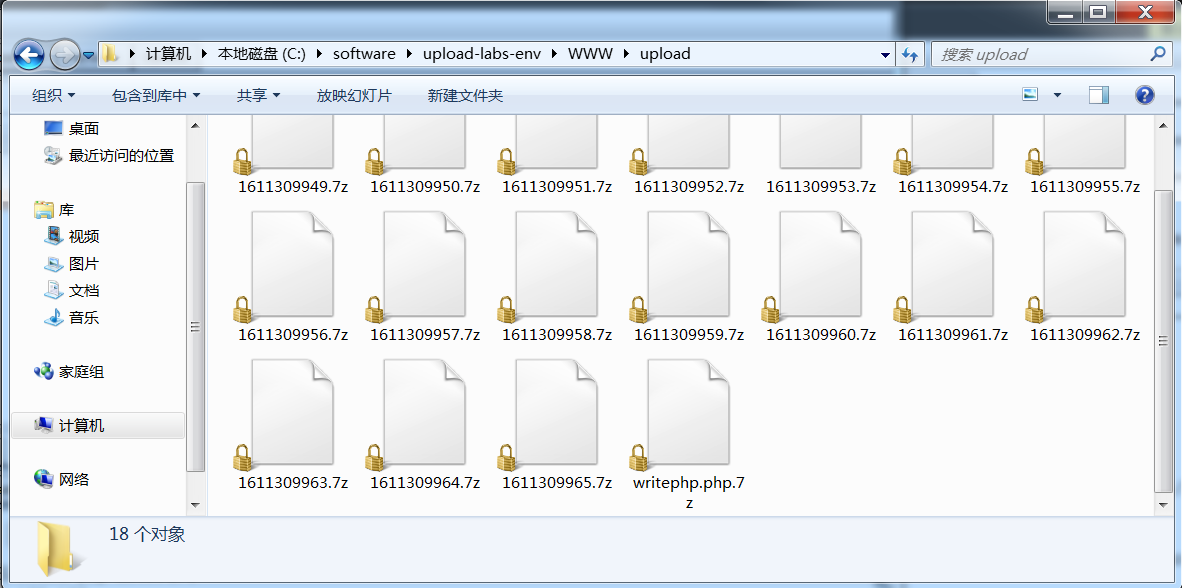 计算机 本地磁盘 (C:) software upload-labs-env WWW upload 搜索 upload
组织 包含到库中 共享 放映幻灯片 新建文件夹
桌面
最近访问的位置
库
视频
图片
文档
音乐
家庭组
计算机
网络
1611309949.7z 1611309950.7z 1611309951.7z 1611309952.7z 1611309953.7z 1611309954.7z 1611309955.7z
1611309956.7z 1611309957.7z 1611309958.7z 1611309959.7z 1611309960.7z 1611309961.7z 1611309962.7z
1611309963.7z 1611309964.7z 1611309965.7z writephp.php.7
z
18 个对象